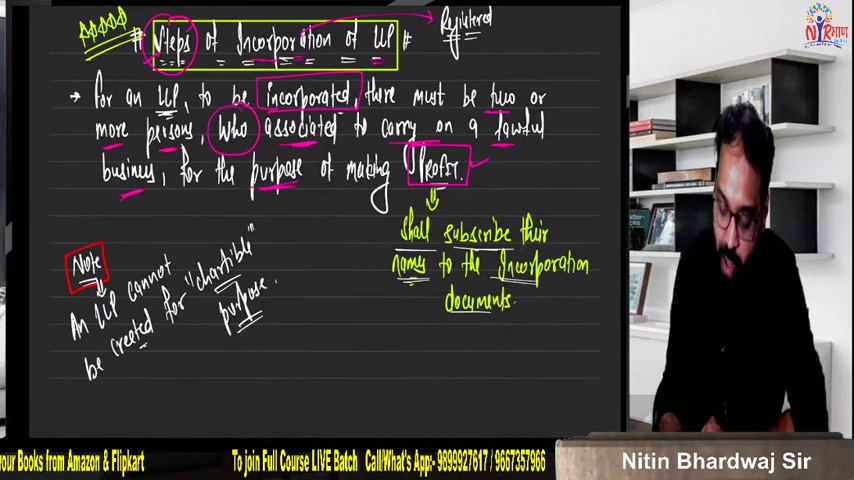 # Steps of Incorporation of LLP #
Registered
→ For an LLP, to be incorporated, there must be two or
more persons, who associated to carry on a lawful
business, for the purpose of making profit.
shall subscribe their
names to the Incorporation
documents.
Note
An LLP cannot
be created for "chartible"
purpose.
your Books from Amazon & Flipkart To join Full Course LIVE Batch Call/What's App:- 9899927617 / 9667357966
Nitin Bhardwaj Sir